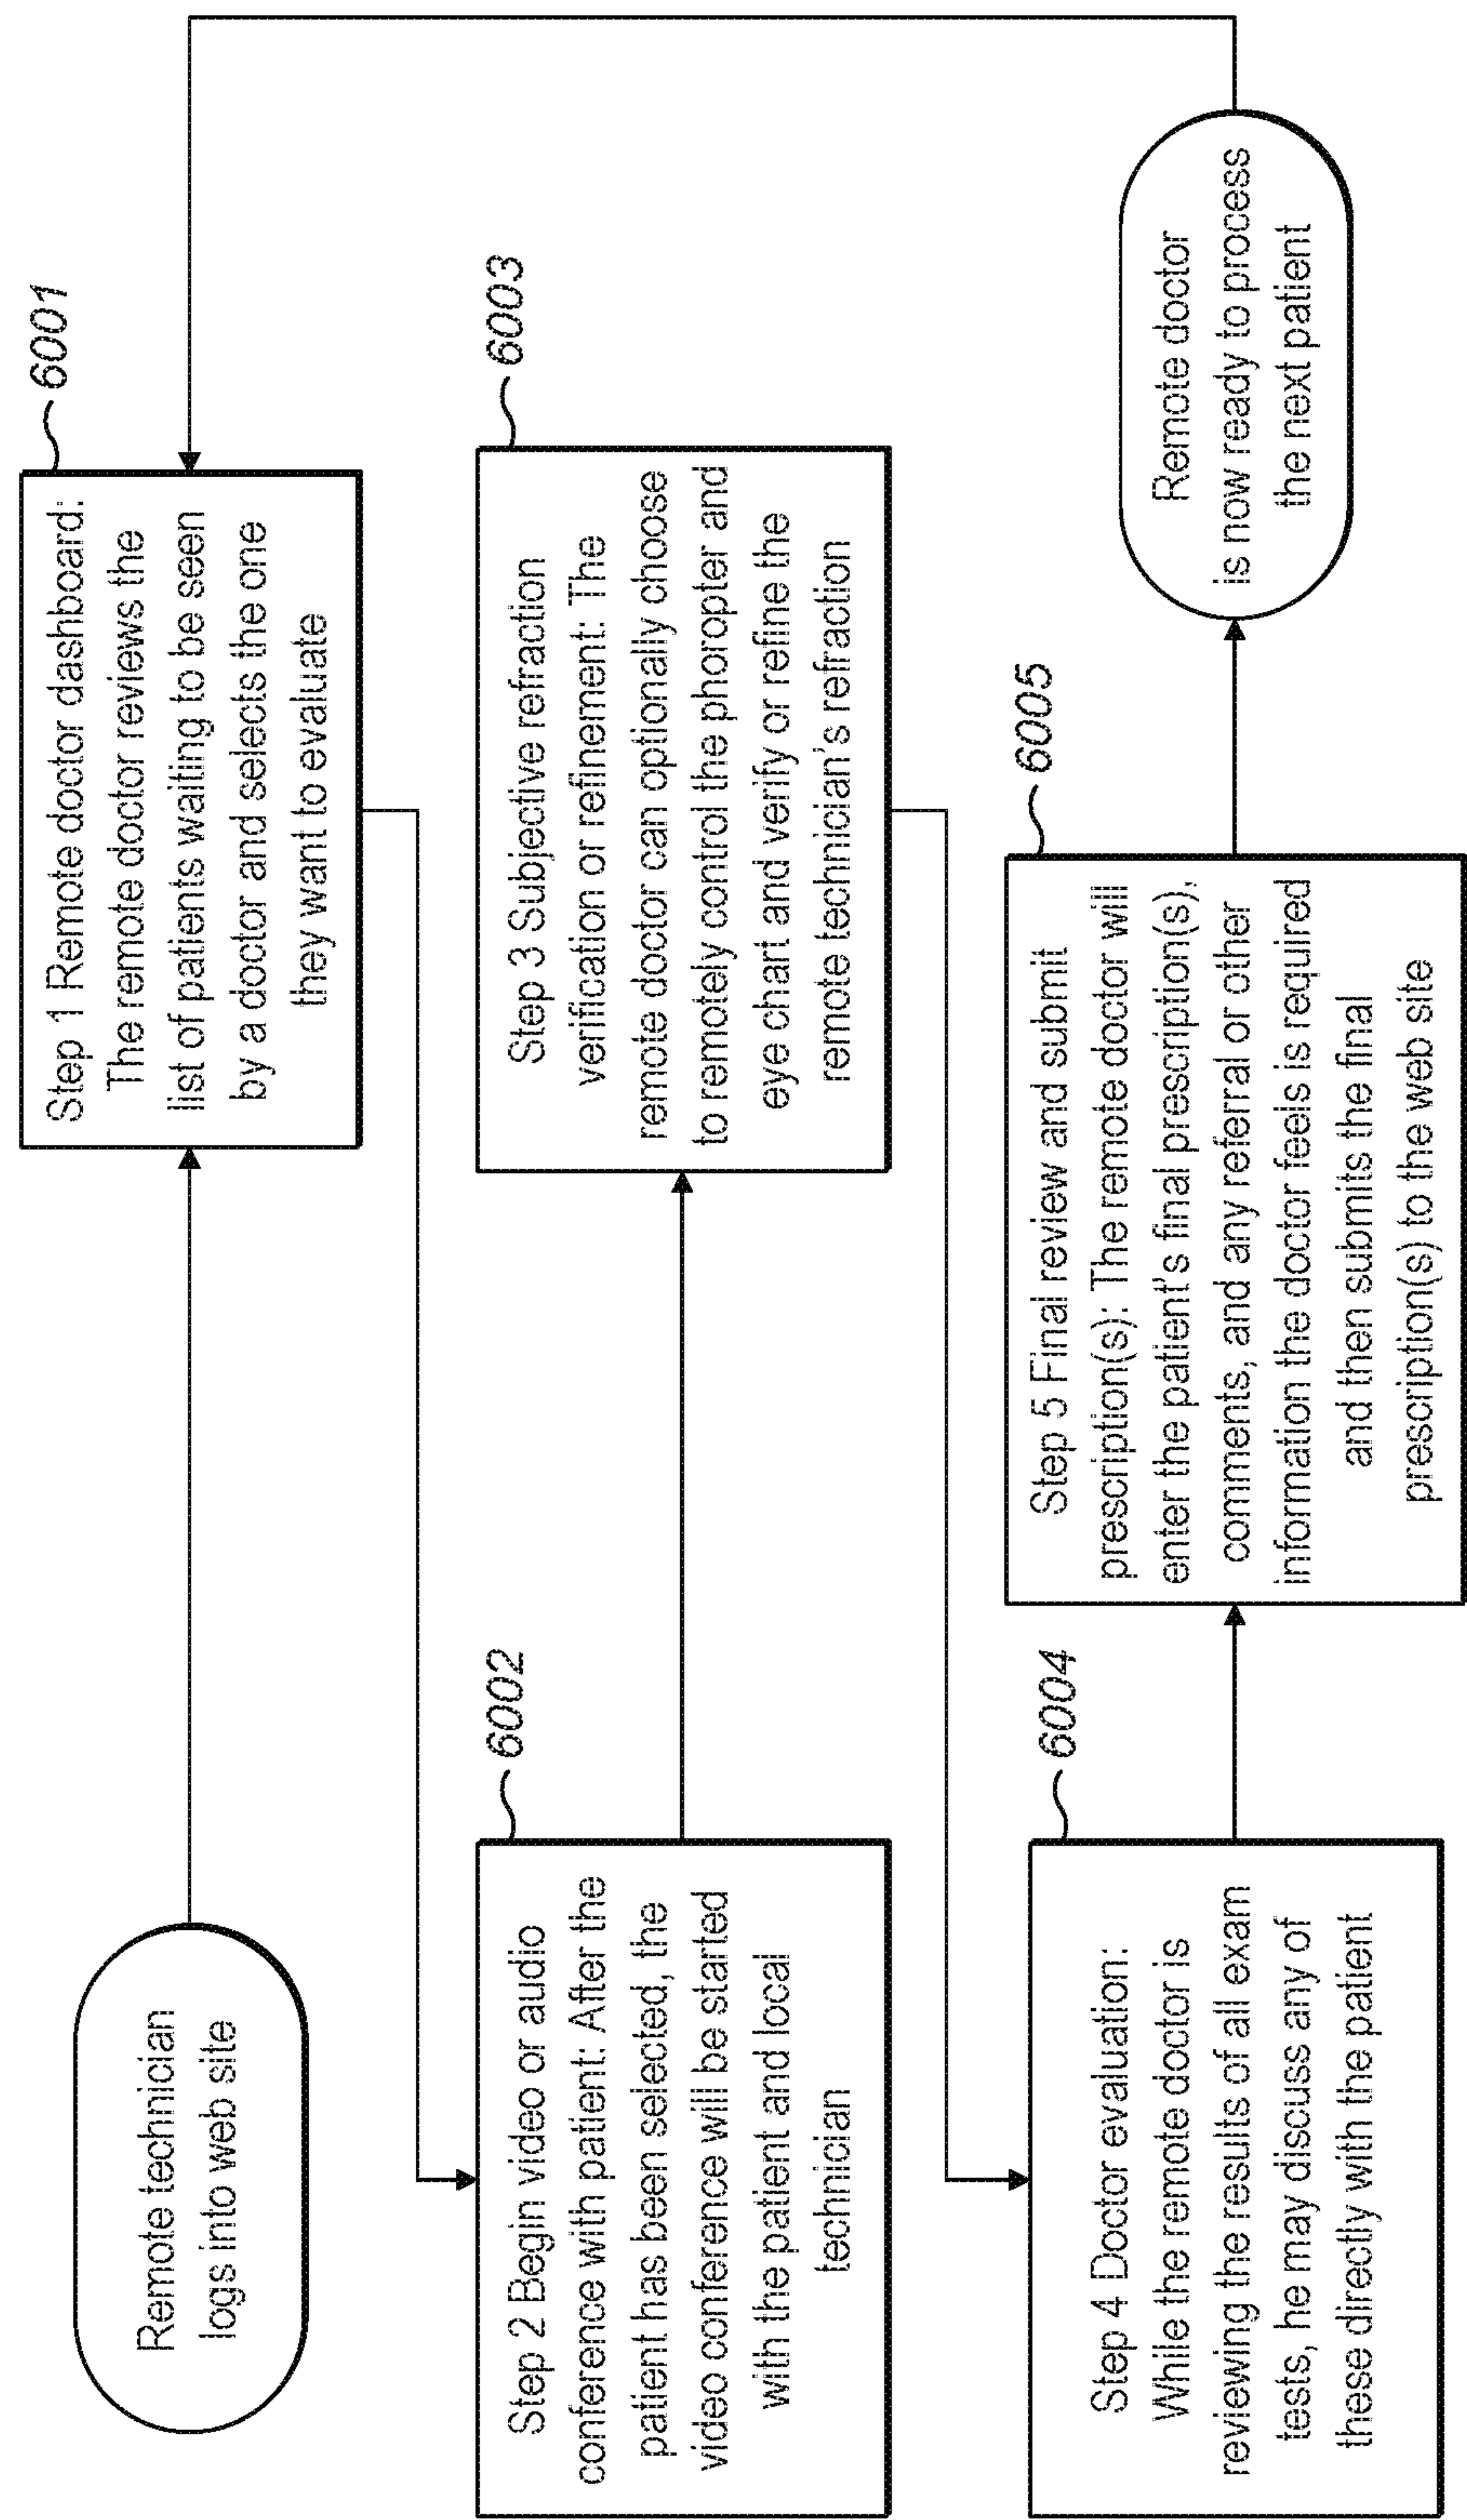 Remote technician
logs into web site
6001
Step 1 Remote doctor dashboard:
The remote doctor reviews the
list of patients waiting to be seen
by a doctor and selects the one
they want to evaluate
6002
Step 2 Begin video or audio
conference with patient: After the
patient has been selected, the
video conference will be started
with the patient and local
technician
6003
Step 3 Subjective refraction
verification or refinement: The
remote doctor can optionally choose
to remotely control the phoropter and
eye chart and verify or refine the
remote technician's refraction
6004
Step 4 Doctor evaluation:
While the remote doctor is
reviewing the results of all exam
tests, he may discuss any of
these directly with the patient
6005
Step 5 Final review and submit
prescription(s): The remote doctor will
enter the patient's final prescription(s),
comments, and any referral or other
information the doctor feels is required
and then submits the final
prescription(s) to the web site
Remote doctor
is now ready to process
the next patient